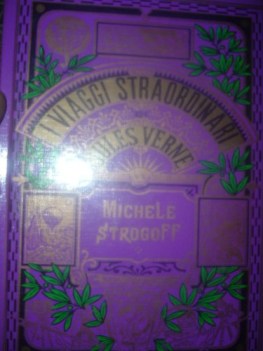 I VIAGGI STRAORDINARI
JULES VERNE
MICHELE
STROGOFF